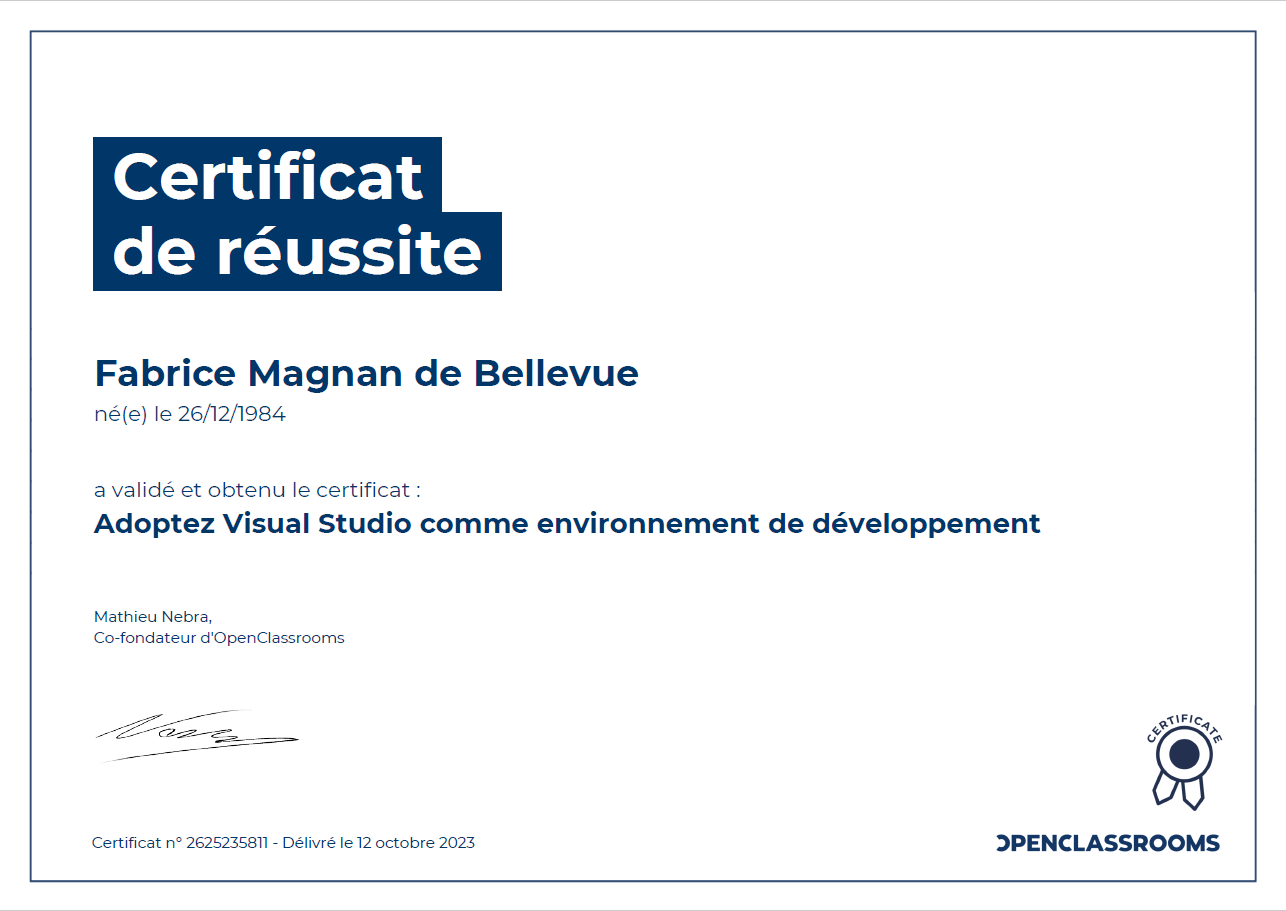 Certificat
de réussite
Fabrice Magnan de Bellevue
né(e) le 26/12/1984
a validé et obtenu le certificat :
Adoptez Visual Studio comme environnement de développement
Mathieu Nebra,
Co-fondateur d'OpenClassrooms
CERTIFICATE
Certificat n° 2625235811 - Délivré le 12 octobre 2023
OPENCLASSROOMS